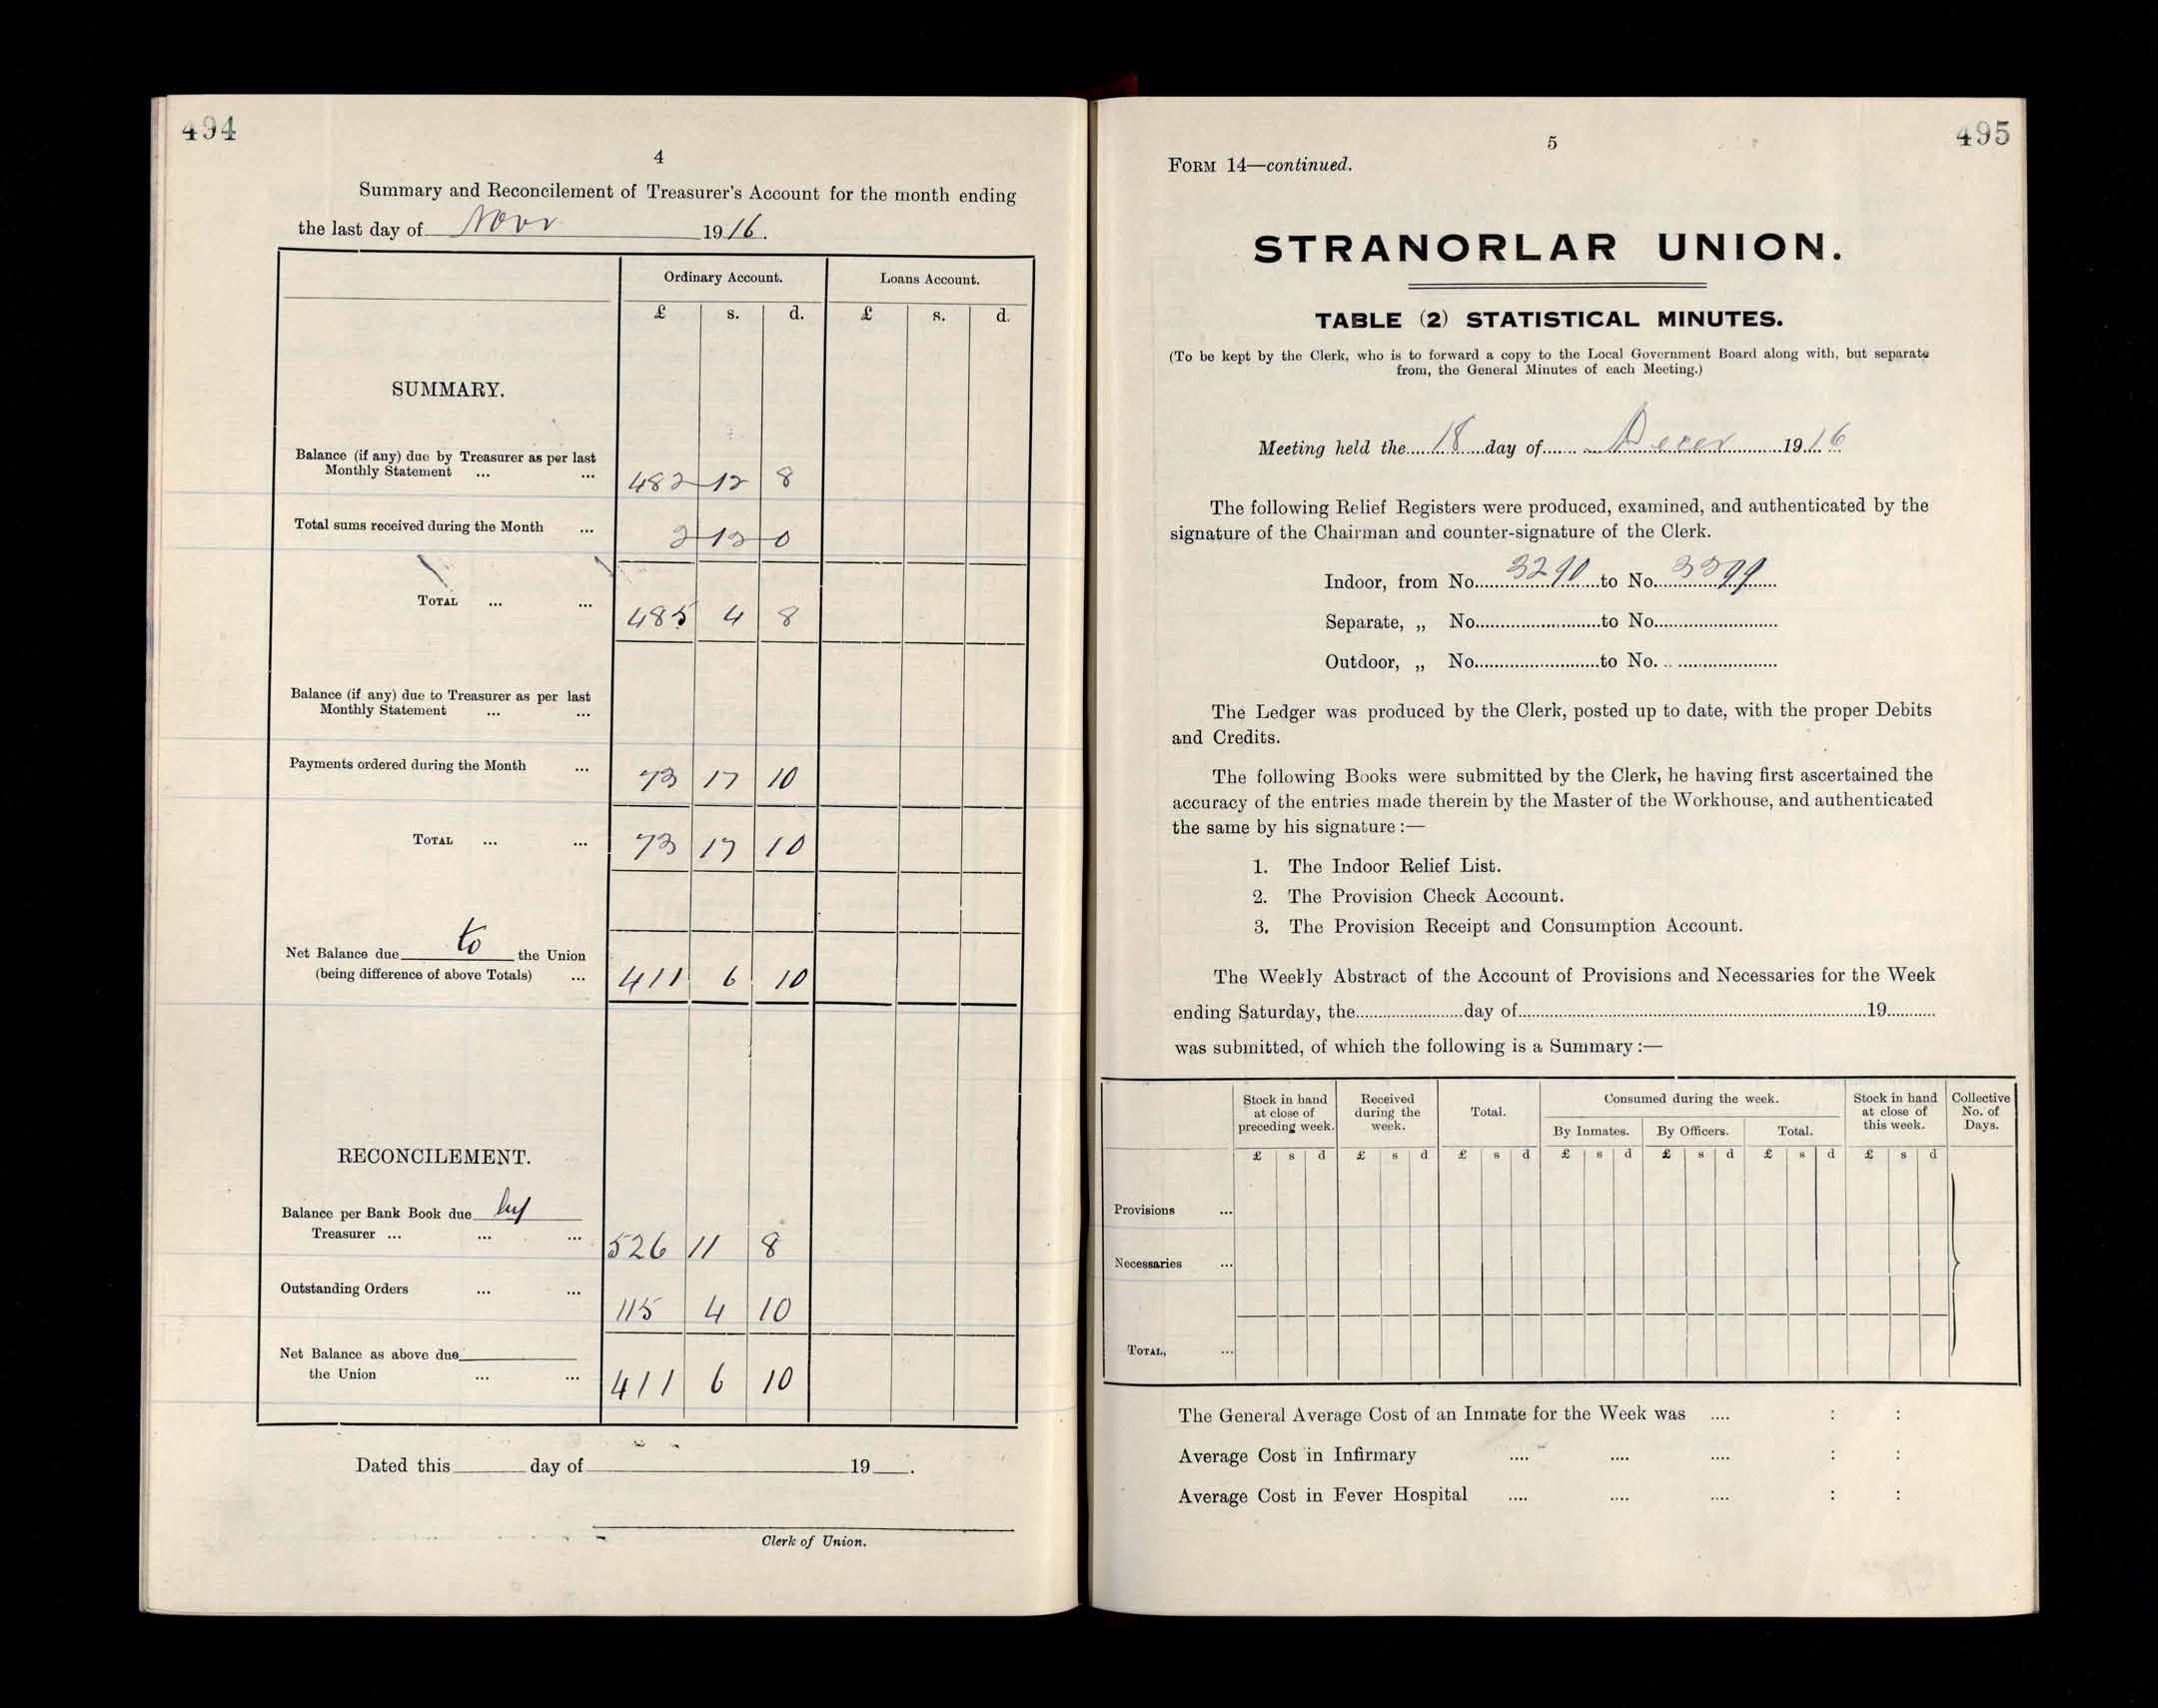 494
4
Summary and Reconcilement of Treasurer's Account for the month ending
the last day of Novr 1916.
Ordinary Account. Loans Account.
£ s. d. £ s. d.
SUMMARY.
Balance (if any) due by Treasurer as per last
Monthly Statement ... ... 482 12 8
Total sums received during the Month ... 2 12 0
TOTAL ... ... 485 4 8
Balance (if any) due to Treasurer as per last
Monthly Statement ... ...
Payments ordered during the Month ... 73 17 10
TOTAL ... ... 73 17 10
Net Balance due to the Union
(being difference of above Totals) ... 411 6 10
RECONCILEMENT.
Balance per Bank Book due by
Treasurer ... ... ... 526 11 8
Outstanding Orders ... ... 115 4 10
Net Balance as above due
the Union ... ... 411 6 10
Dated this day of 19 .
Clerk of Union.
495
5
FORM 14—continued.
STRANORLAR UNION.
TABLE (2) STATISTICAL MINUTES.
(To be kept by the Clerk, who is to forward a copy to the Local Government Board along with, but separate
from, the General Minutes of each Meeting.)
Meeting held the 18 day of Decer 1916
The following Relief Registers were produced, examined, and authenticated by the
signature of the Chairman and counter-signature of the Clerk.
Indoor, from No. to No.
Separate, „ No. to No.
Outdoor, „ No. to No.
The Ledger was produced by the Clerk, posted up to date, with the proper Debits
and Credits.
The following Books were submitted by the Clerk, he having first ascertained the
accuracy of the entries made therein by the Master of the Workhouse, and authenticated
the same by his signature :—
1. The Indoor Relief List.
2. The Provision Check Account.
3. The Provision Receipt and Consumption Account.
The Weekly Abstract of the Account of Provisions and Necessaries for the Week
ending Saturday, the day of 19
was submitted, of which the following is a Summary :—
Stock in hand at close of preceding week. Received during the week. Total. Consumed during the week. Stock in hand at close of this week. Collective No. of Days.
By Inmates. By Officers. Total.
£ s d £ s d £ s d £ s d £ s d £ s d £ s d
Provisions ...
Necessaries ...
TOTAL, ...
The General Average Cost of an Inmate for the Week was .... : :
Average Cost in Infirmary .... .... .... : :
Average Cost in Fever Hospital .... .... .... : :